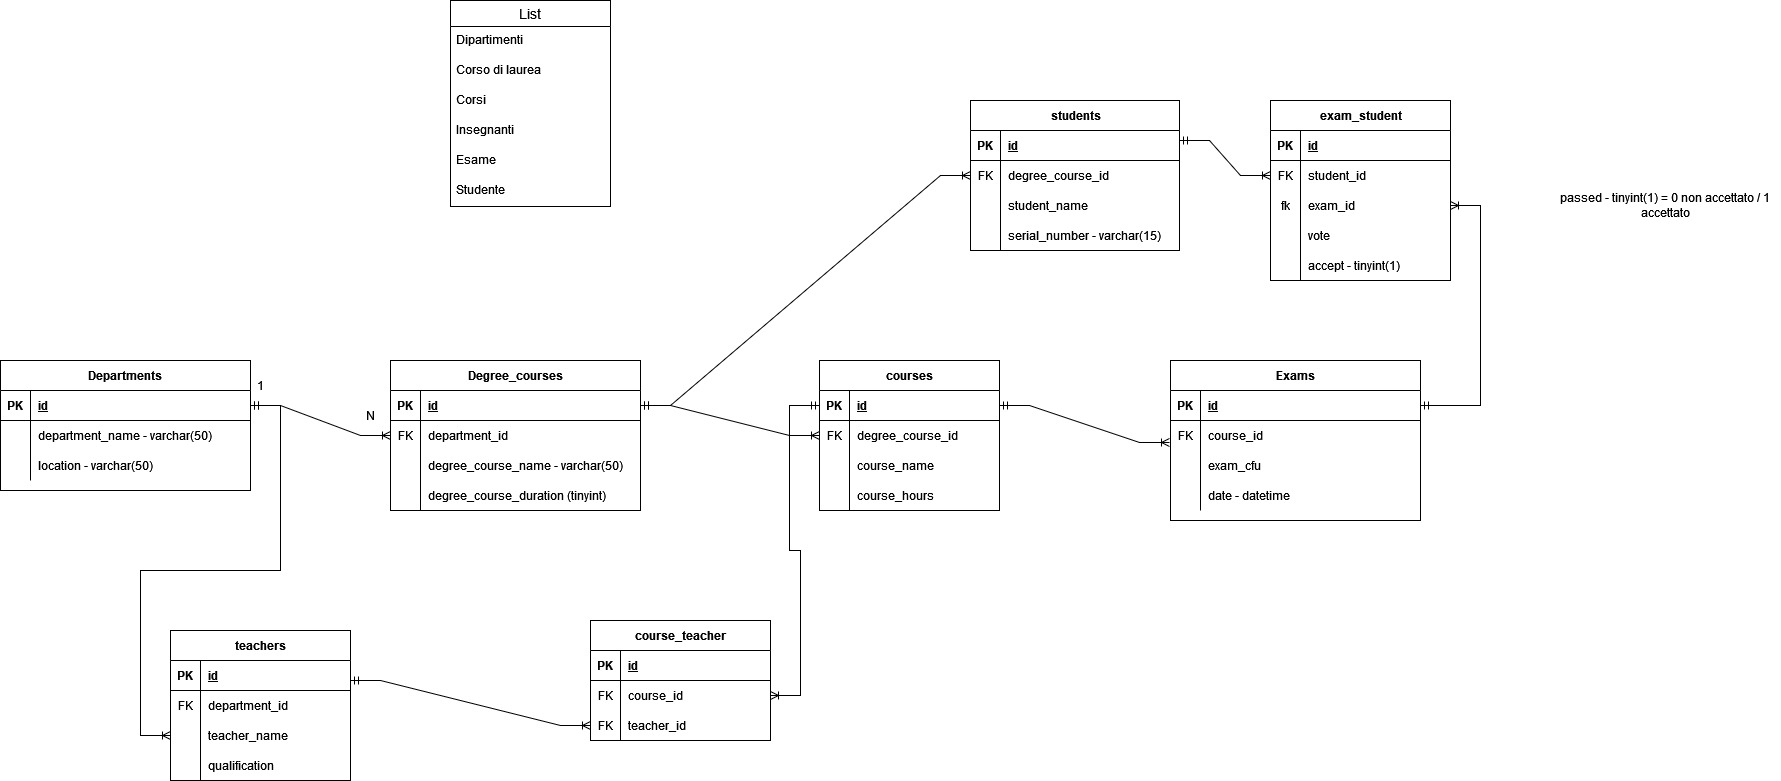 List
Dipartimenti
Corso di laurea
Corsi
Insegnanti
Esame
Studente
students
PK id
FK degree_course_id
student_name
serial_number - varchar(15)
exam_student
PK id
FK student_id
fk exam_id
vote
accept - tinyint(1)
passed - tinyint(1) = 0 non accettato / 1
accettato
Departments
PK id
department_name - varchar(50)
location - varchar(50)
1
N
Degree_courses
PK id
FK department_id
degree_course_name - varchar(50)
degree_course_duration (tinyint)
courses
PK id
FK degree_course_id
course_name
course_hours
Exams
PK id
FK course_id
exam_cfu
date - datetime
teachers
PK id
FK department_id
teacher_name
qualification
course_teacher
PK id
FK course_id
FK teacher_id